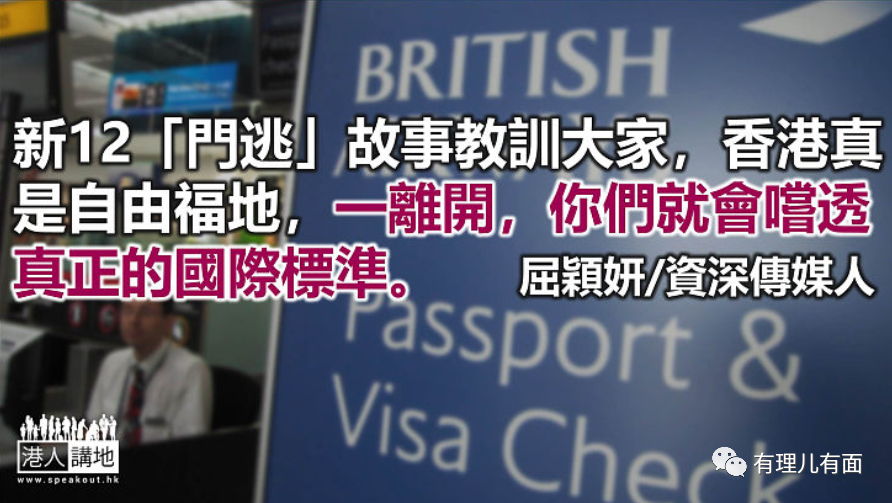 BRITISH
新12「門逃」故事教訓大家，香港真
是自由福地，一離開，你們就會嚐透
真正的國際標準。
屈穎妍/資深傳媒人
Passport &
Visa Check
港人講地
www.speakout.hk
有理儿有面